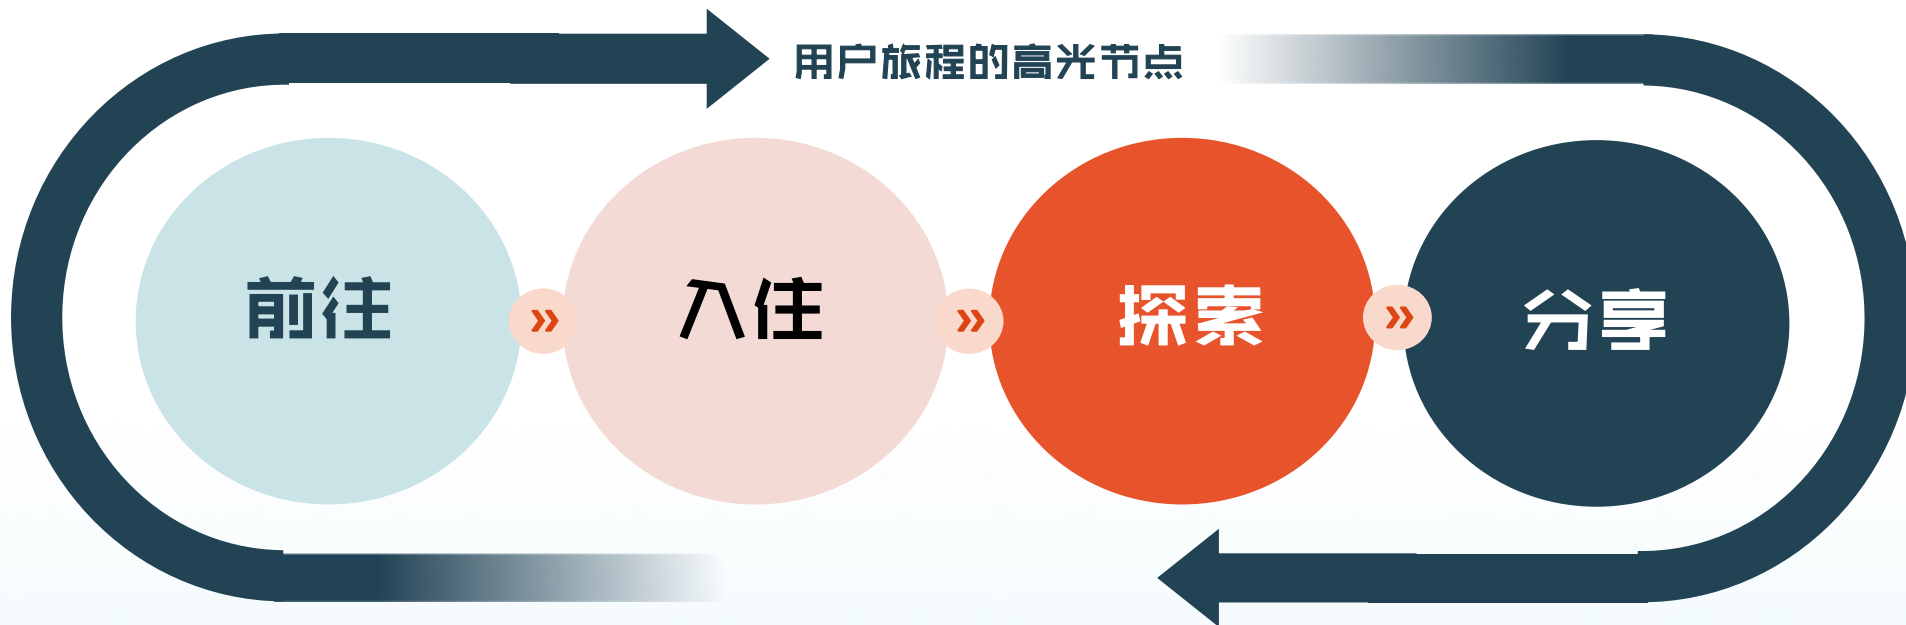 用户旅程的高光节点
前往 » 入住 » 探索 » 分享